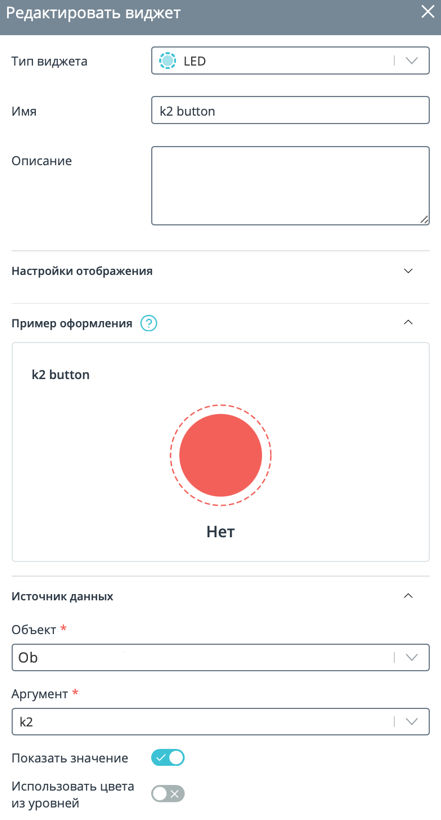 Редактировать виджет
Тип виджета
LED
Имя
k2 button
Описание
Настройки отображения
Пример оформления ?
k2 button
Нет
Источник данных
Объект *
Ob
Аргумент *
k2
Показать значение
Использовать цвета
из уровней